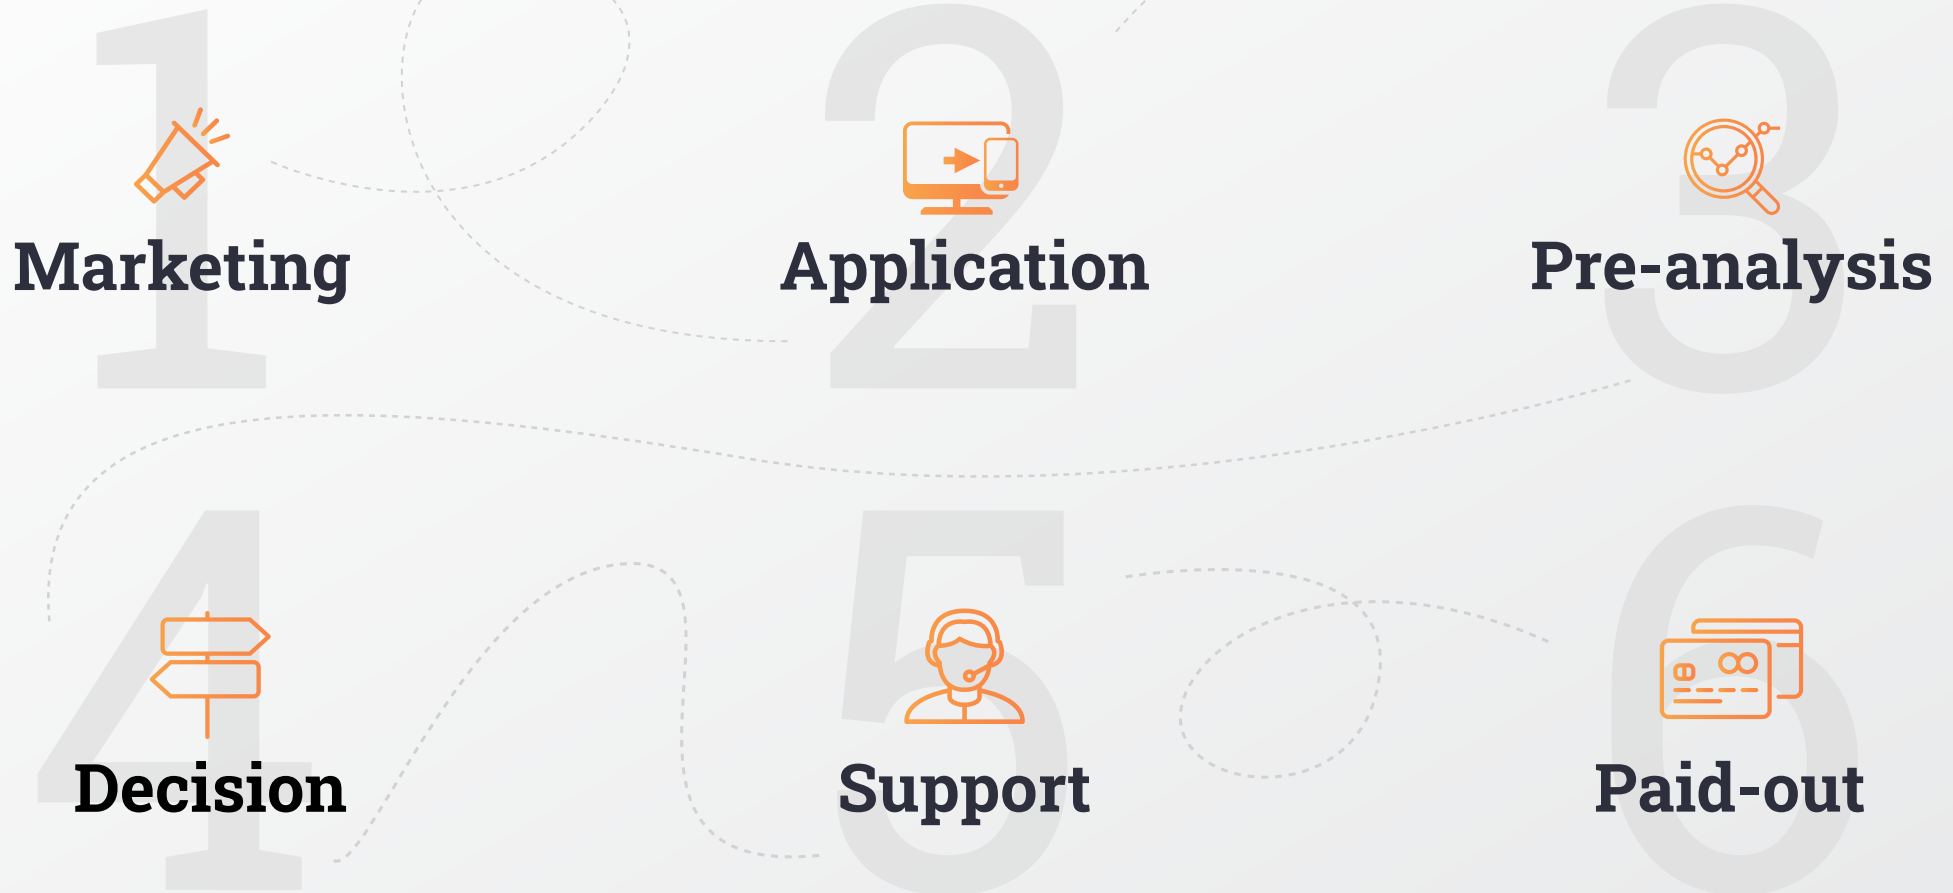 1
Marketing
2
Application
3
Pre-analysis
4
Decision
5
Support
6
Paid-out